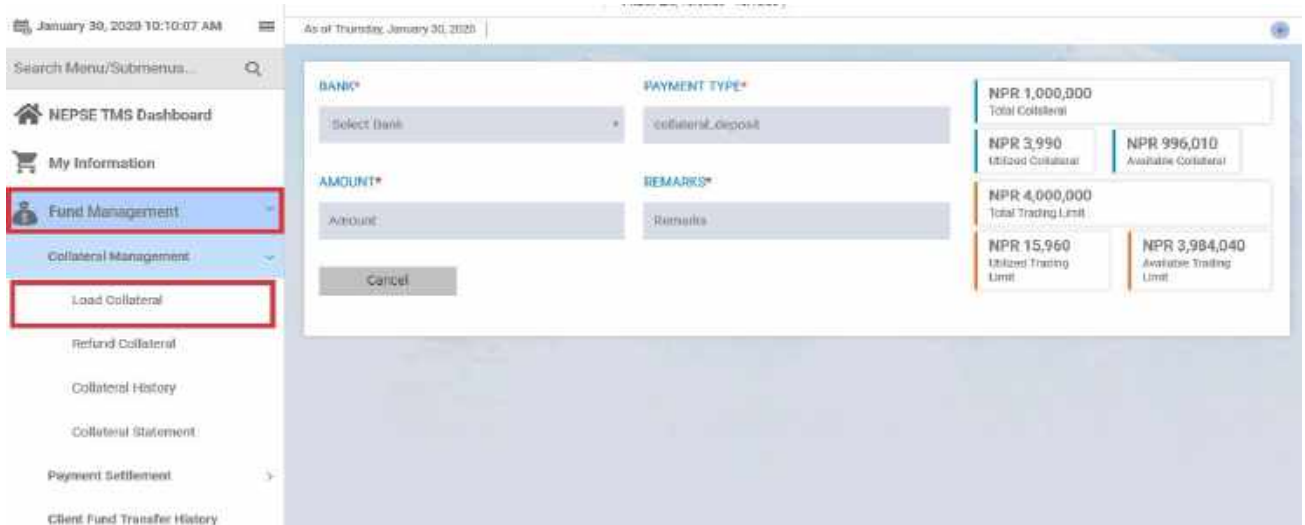 January 30, 2020 10:10:07 AM
As of Thursday, January 30, 2020
Search Menu/Submenus...
NEPSE TMS Dashboard
My Information
Fund Management
Collateral Management
Load Collateral
Refund Collateral
Collateral History
Collateral Statement
Payment Settlement
Client Fund Transfer History
BANK*
Select Bank
PAYMENT TYPE*
collateral_deposit
AMOUNT*
Amount
REMARKS*
Remarks
Cancel
NPR 1,000,000
Total Collateral
NPR 3,990
Utilized Collateral
NPR 996,010
Available Collateral
NPR 4,000,000
Total Trading Limit
NPR 15,960
Utilized Trading
Limit
NPR 3,984,040
Available Trading
Limit